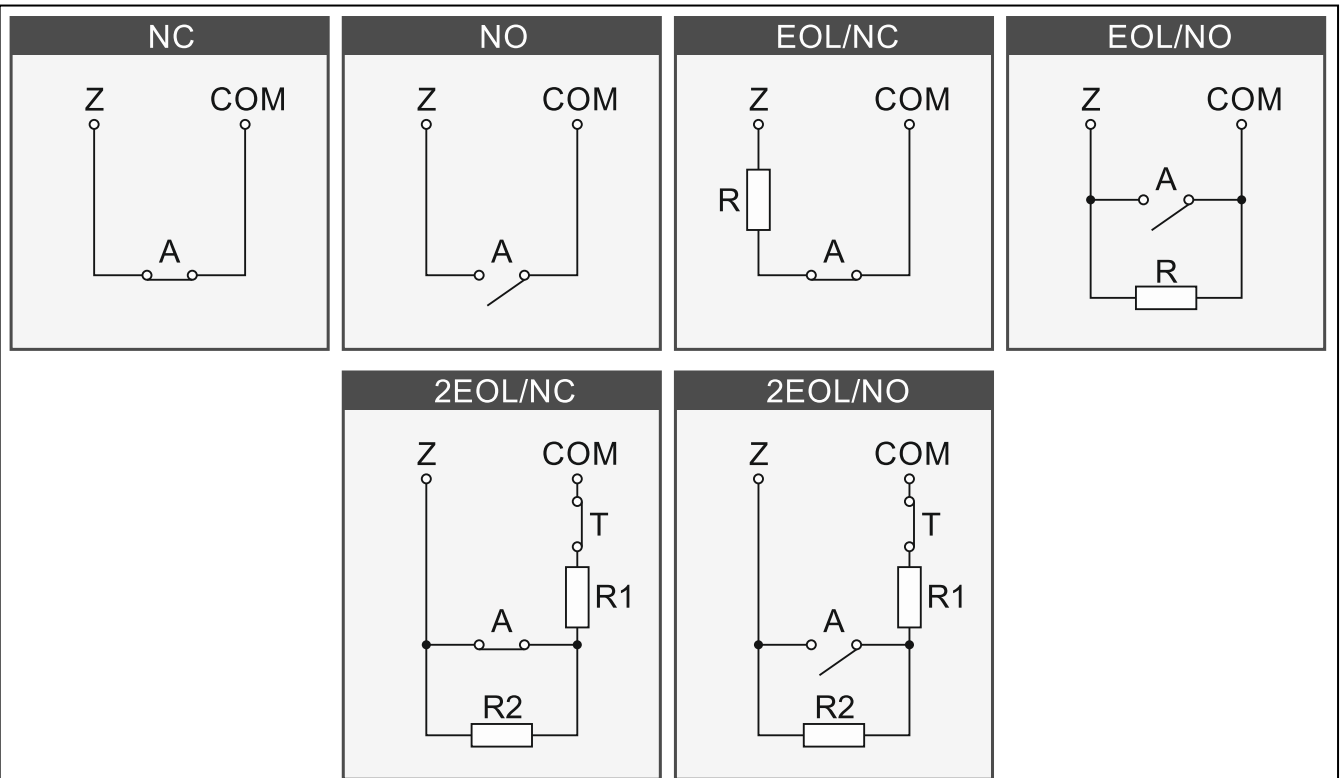 NC
Z COM
A
NO
Z COM
A
EOL/NC
Z COM
R
A
EOL/NO
Z COM
A
R
2EOL/NC
Z COM
T
R1
A
R2
2EOL/NO
Z COM
T
R1
A
R2